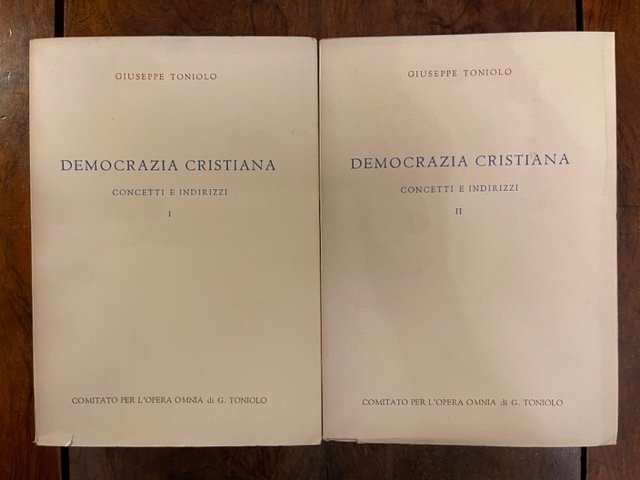 GIUSEPPE TONIOLO
DEMOCRAZIA CRISTIANA
CONCETTI E INDIRIZZI
I
COMITATO PER L'OPERA OMNIA di G. TONIOLO
GIUSEPPE TONIOLO
DEMOCRAZIA CRISTIANA
CONCETTI E INDIRIZZI
II
COMITATO PER L'OPERA OMNIA di G. TONIOLO